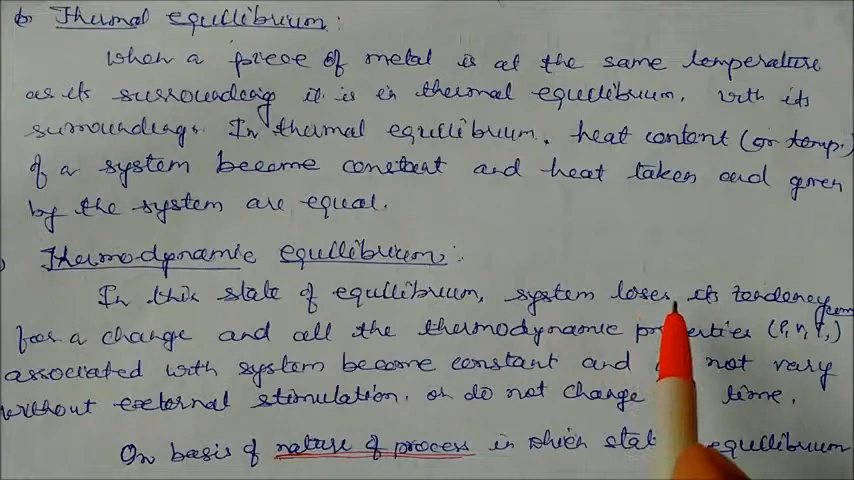 b) Thermal equilibrium:
When a piece of metal is at the same temperature
as its surrounding it is in thermal equilibrium, with its
surroundings. In thermal equilibrium, heat content (or temp.)
of a system become constant and heat taken and given
by the system are equal.
Thermodynamic equilibrium:
In this state of equilibrium, system loses its tendency
for a change and all the thermodynamic properties (P, V, T,)
associated with system become constant and not vary
without external stimulation, or do not change time.
On basis of nature of process in which equilibrium